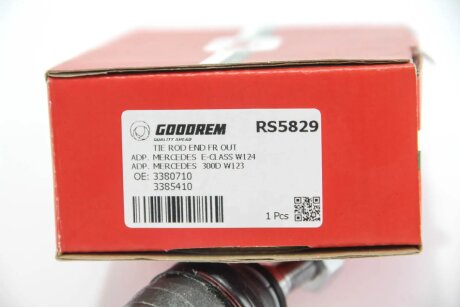 GOODREM RS5829
QUALITY AHEAD
TIE ROD END FR OUT
ADP. MERCEDES E-CLASS W124
ADP. MERCEDES 300D W123
OE: 3380710
3385410
1 Pcs